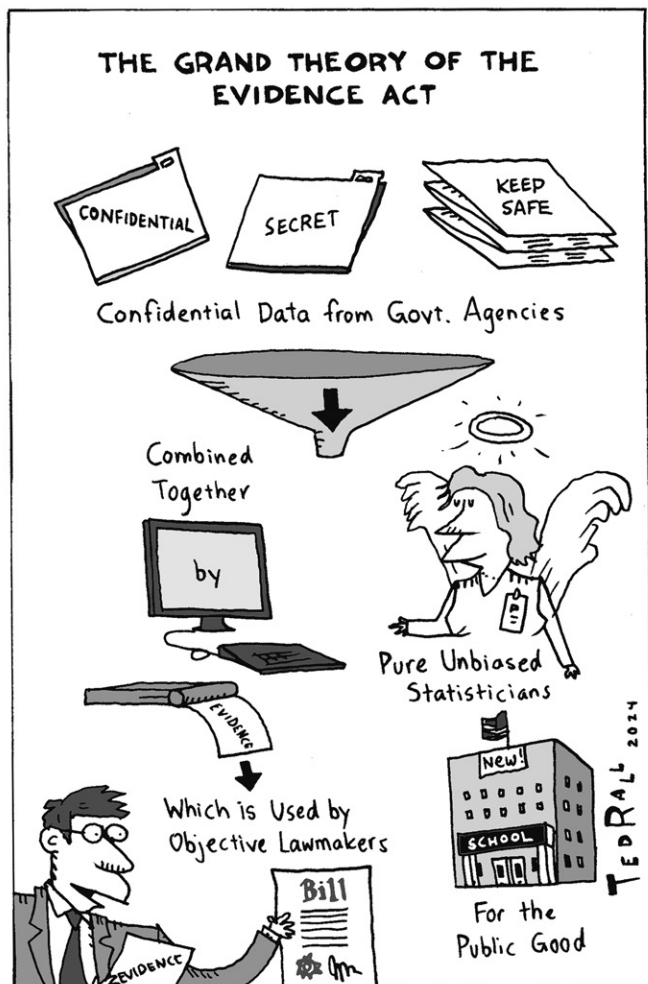 THE GRAND THEORY OF THE
EVIDENCE ACT
CONFIDENTIAL
SECRET
KEEP
SAFE
Confidential Data from Govt. Agencies
Combined
Together
by
Pure Unbiased
Statisticians
EVIDENCE
Which is Used by
Objective Lawmakers
EVIDENCE
Bill
New!
SCHOOL
For the
Public Good
TED RALL 2024